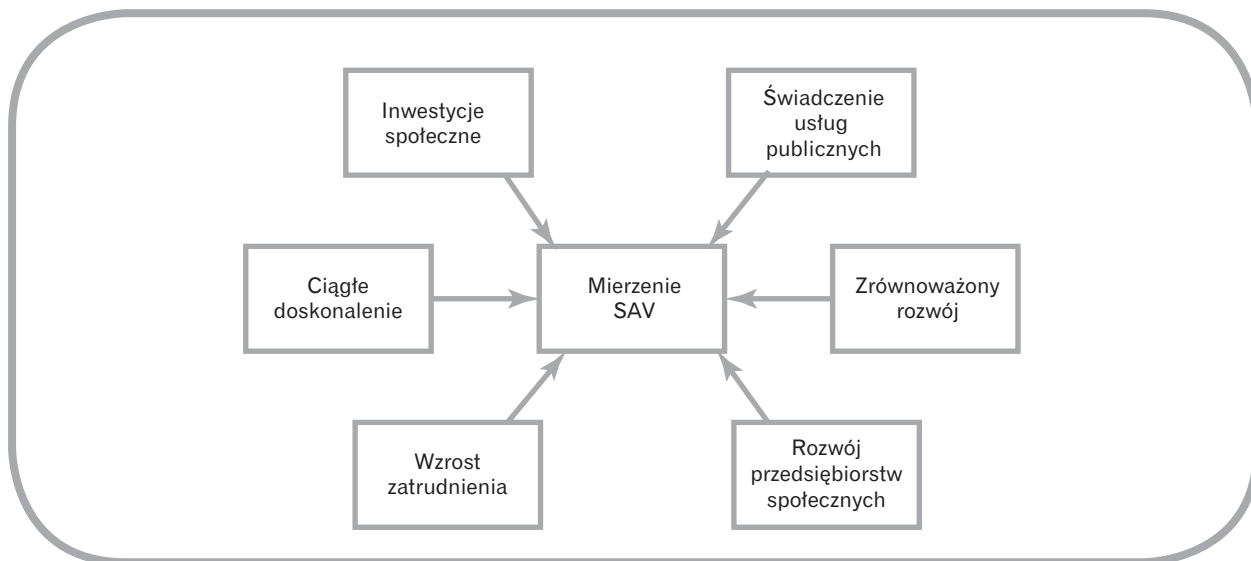 Inwestycje
społeczne
Świadczenie
usług
publicznych
Ciągłe
doskonalenie
Mierzenie
SAV
Zrównoważony
rozwój
Wzrost
zatrudnienia
Rozwój
przedsiębiorstw
społecznych